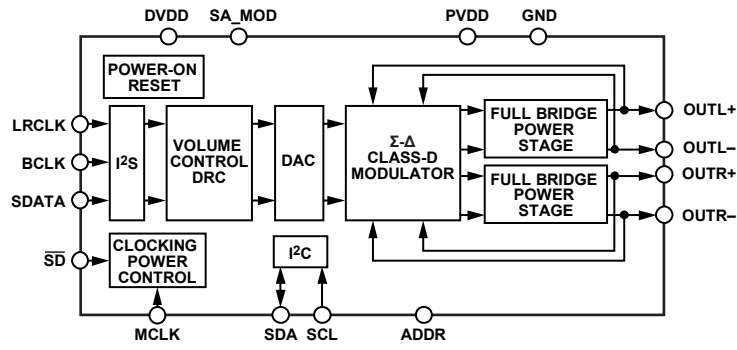 DVDD
SA_MOD
PVDD
GND
POWER-ON
RESET
LRCLK
BCLK
SDATA
I²S
VOLUME
CONTROL
DRC
DAC
Σ-Δ
CLASS-D
MODULATOR
FULL BRIDGE
POWER
STAGE
FULL BRIDGE
POWER
STAGE
OUTL+
OUTL–
OUTR+
OUTR–
S̅D̅
CLOCKING
POWER
CONTROL
I²C
MCLK
SDA
SCL
ADDR